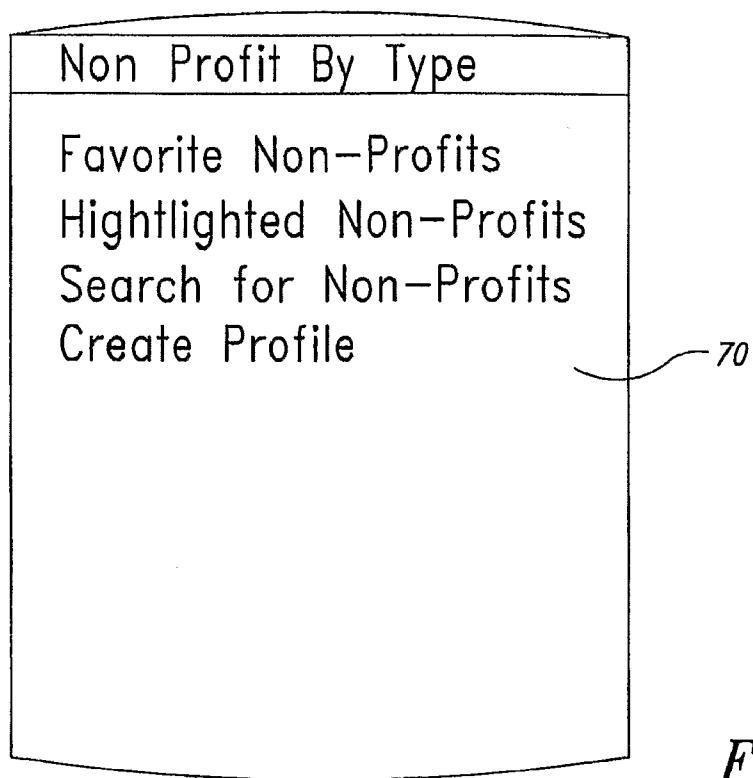 Non Profit By Type
Favorite Non-Profits
Hightlighted Non-Profits
Search for Non-Profits
Create Profile
70
F